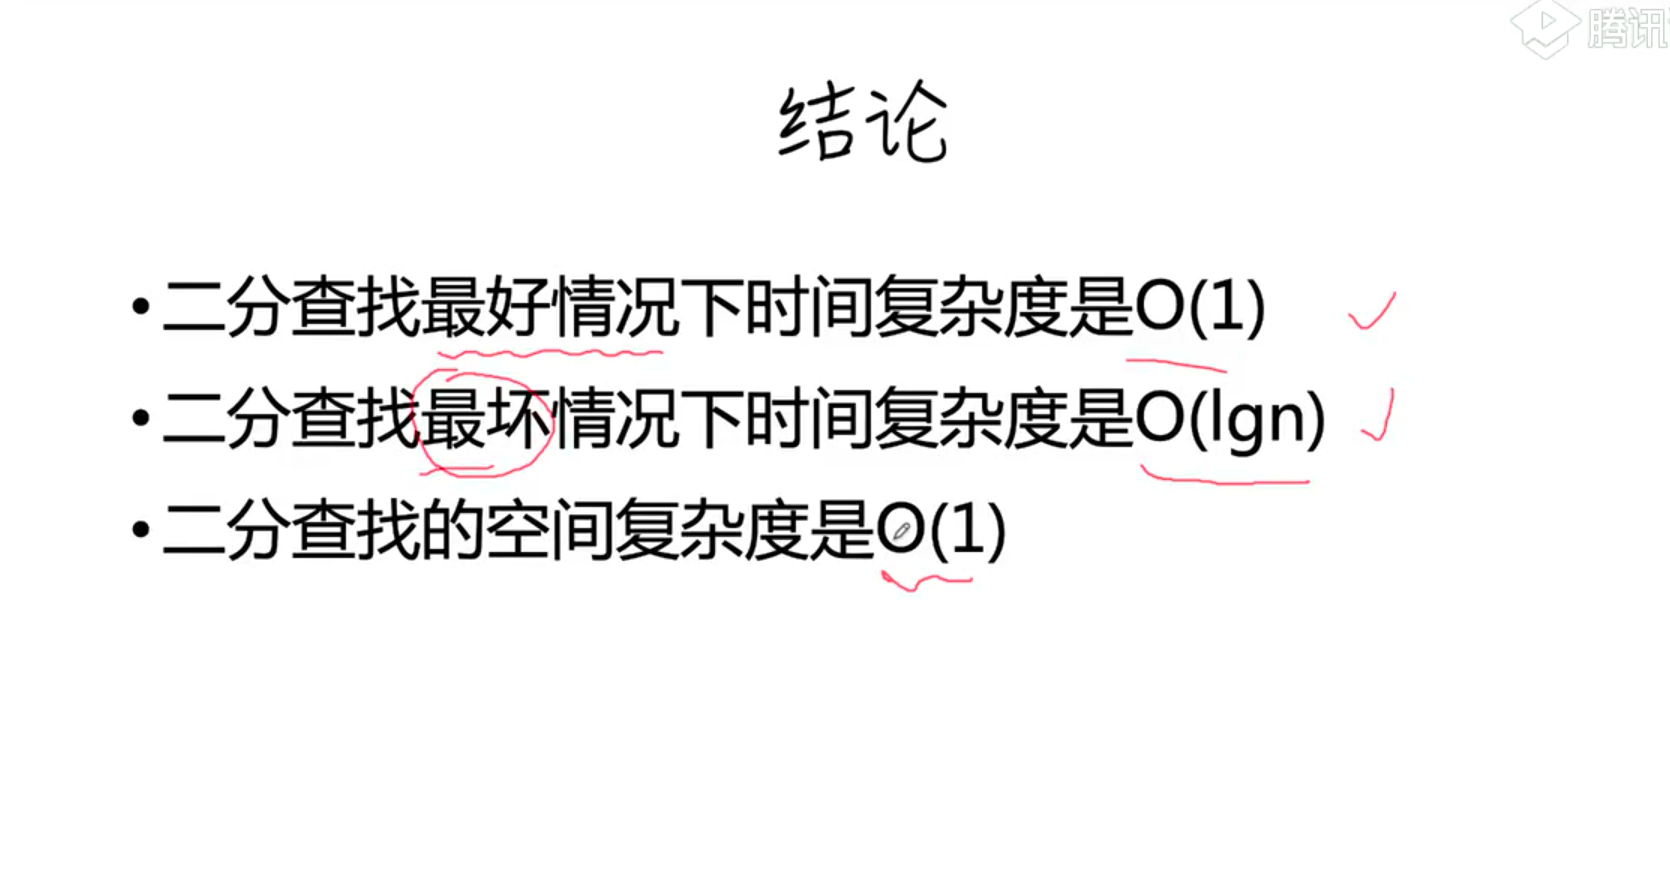 腾讯
结论
• 二分查找最好情况下时间复杂度是O(1)
• 二分查找最坏情况下时间复杂度是O(lgn)
• 二分查找的空间复杂度是O(1)